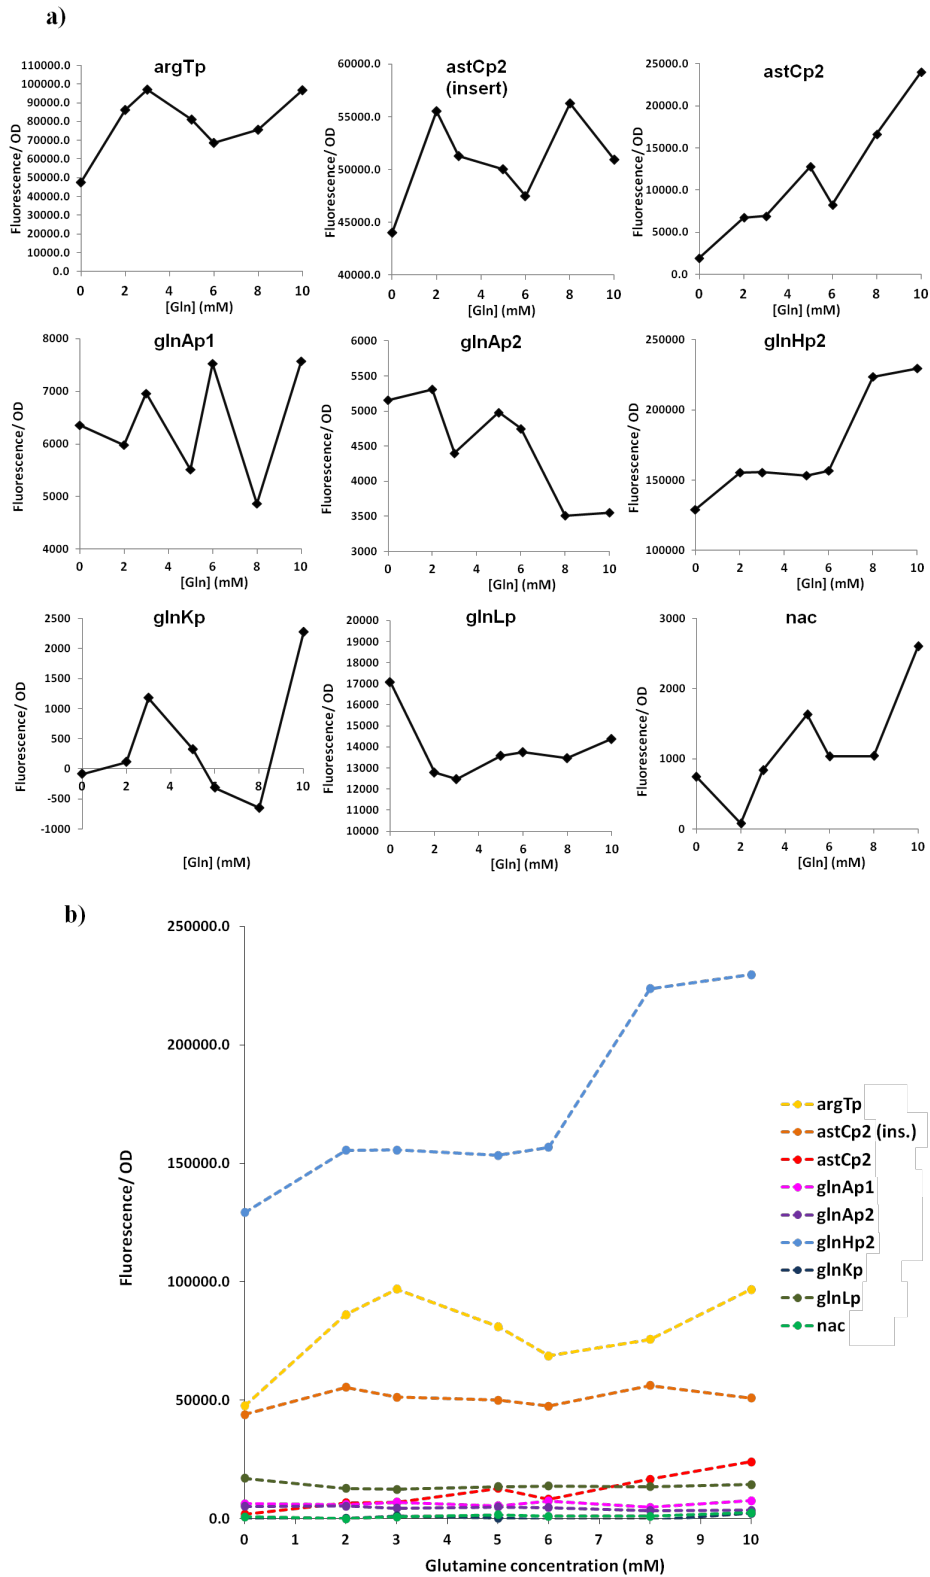 a)
argTp
110000.0
100000.0
90000.0
80000.0
70000.0
60000.0
50000.0
40000.0
30000.0
20000.0
10000.0
0.0
Fluorescence/ OD
0 2 4 6 8 10
[Gln] (mM)
astCp2
(insert)
60000.0
55000.0
50000.0
45000.0
40000.0
Fluorescence/ OD
0 2 4 6 8 10
[Gln] (mM)
astCp2
25000.0
20000.0
15000.0
10000.0
5000.0
0.0
Fluorescence/ OD
0 2 4 6 8 10
[Gln] (mM)
glnAp1
8000
7000
6000
5000
4000
Fluorescence/ OD
0 2 4 6 8 10
[Gln] (mM)
glnAp2
6000
5500
5000
4500
4000
3500
3000
Fluorescence/ OD
0 2 4 6 8 10
[Gln] (mM)
glnHp2
250000
200000
150000
100000
Fluorescence/ OD
0 2 4 6 8 10
[Gln] (mM)
glnKp
2500
2000
1500
1000
500
0
-500
-1000
Fluorescence/ OD
0 2 4 6 8 10
[Gln] (mM)
glnLp
20000
19000
18000
17000
16000
15000
14000
13000
12000
11000
10000
Fluorescence/ OD
0 2 4 6 8 10
[Gln] (mM)
nac
3000
2000
1000
0
Fluorescence/ OD
0 2 4 6 8 10
[Gln] (mM)
b)
250000.0
200000.0
150000.0
100000.0
50000.0
0.0
Fluorescence/ OD
0 1 2 3 4 5 6 7 8 9 10
Glutamine concentration (mM)
argTp
astCp2 (ins.)
astCp2
glnAp1
glnAp2
glnHp2
glnKp
glnLp
nac